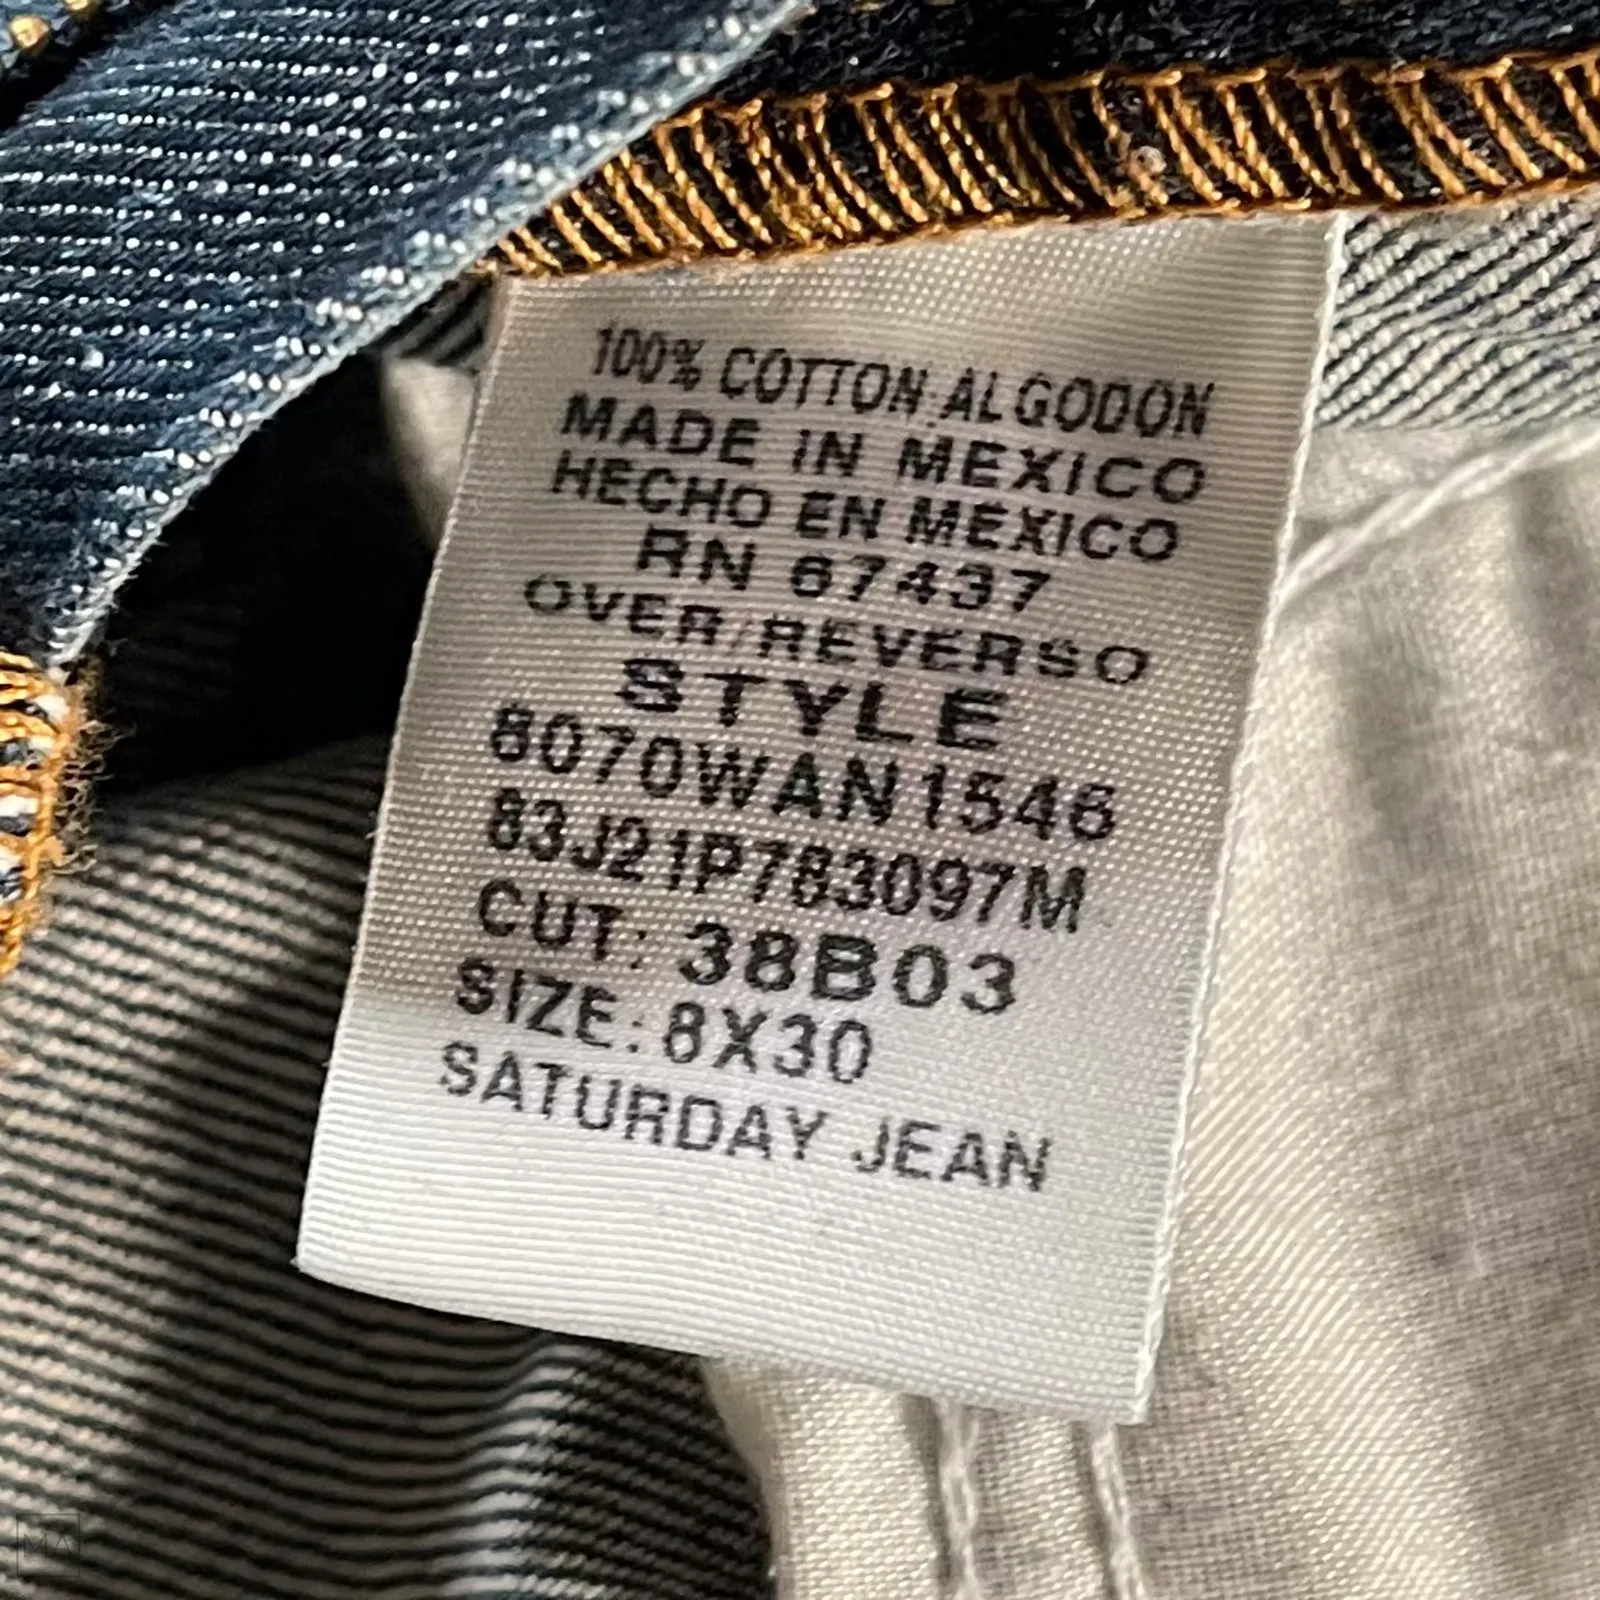 100% COTTON ALGODON
MADE IN MEXICO
HECHO EN MEXICO
RN 67437
OVER/REVERSO
STYLE
8070WAN1546
83J21P783097M
CUT: 38B03
SIZE: 8X30
SATURDAY JEAN
MA